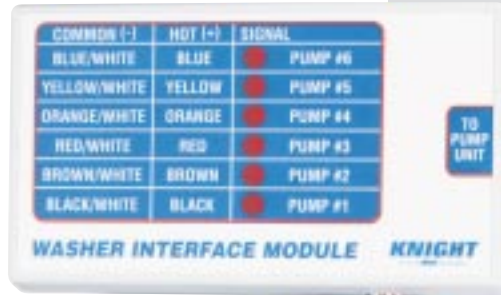 COMMON (-) HOT (+) SIGNAL
BLUE/WHITE BLUE PUMP #6
YELLOW/WHITE YELLOW PUMP #5
ORANGE/WHITE ORANGE PUMP #4
RED/WHITE RED PUMP #3
BROWN/WHITE BROWN PUMP #2
BLACK/WHITE BLACK PUMP #1
TO
PUMP
UNIT
WASHER INTERFACE MODULE KNIGHT